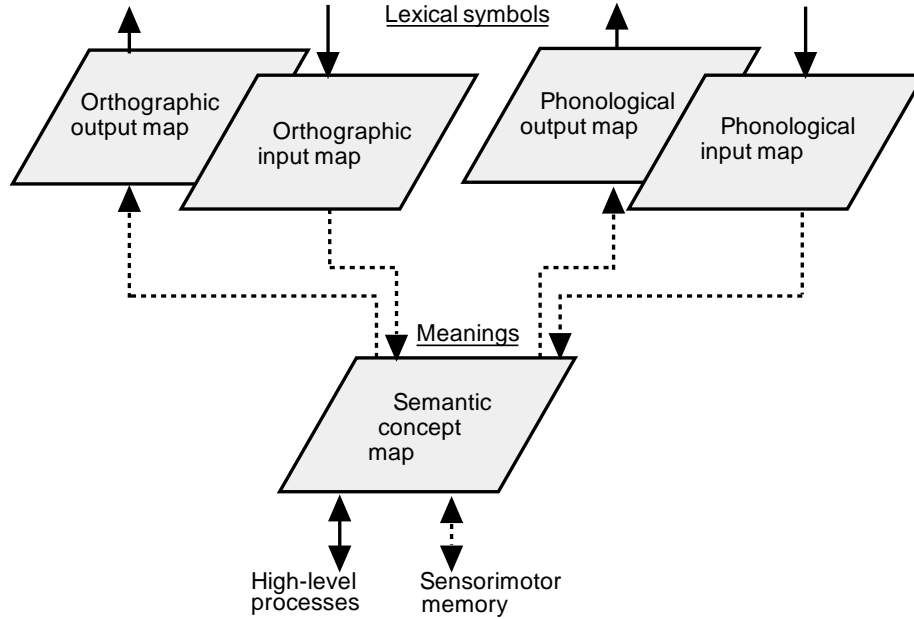 Lexical symbols
Orthographic
output map
Orthographic
input map
Phonological
output map
Phonological
input map
Meanings
Semantic
concept
map
High-level
processes
Sensorimotor
memory